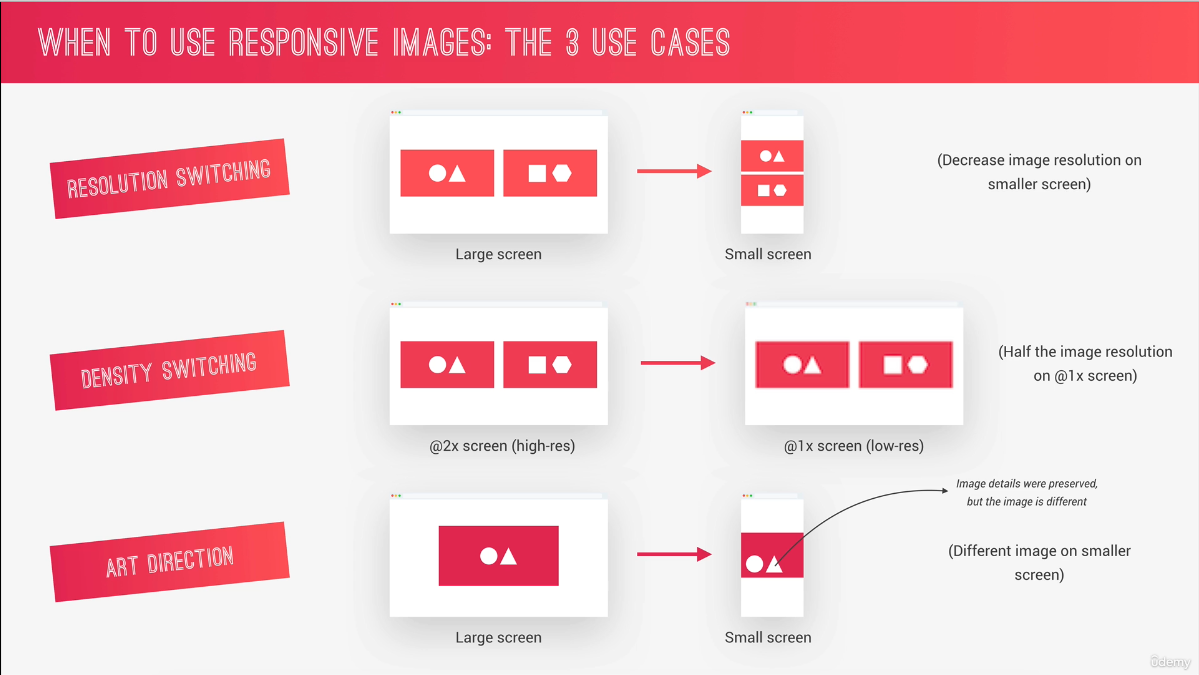 WHEN TO USE RESPONSIVE IMAGES: THE 3 USE CASES
RESOLUTION SWITCHING
Large screen
Small screen
(Decrease image resolution on
smaller screen)
DENSITY SWITCHING
@2x screen (high-res)
@1x screen (low-res)
(Half the image resolution
on @1x screen)
ART DIRECTION
Large screen
Small screen
Image details were preserved,
but the image is different
(Different image on smaller
screen)
ûdemy